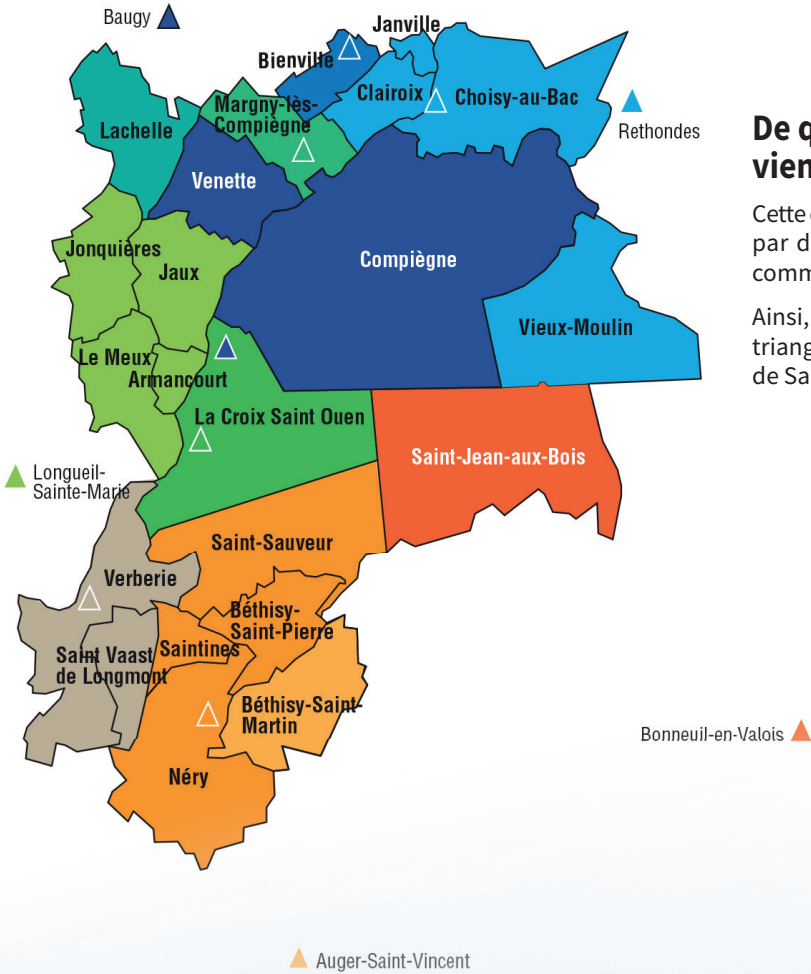 Baugy
Janville
Bienville
Margny-lès-
Compiègne
Clairoix
Choisy-au-Bac
Rethondes
Lachelle
Venette
Compiègne
Jonquières
Jaux
Vieux-Moulin
Le Meux
Armancourt
La Croix Saint Ouen
Saint-Jean-aux-Bois
Longueil-
Sainte-Marie
Saint-Sauveur
Verberie
Béthisy-
Saint-Pierre
Saintines
Saint Vaast
de Longmont
Béthisy-Saint-
Martin
Néry
Bonneuil-en-Valois
Auger-Saint-Vincent
De q
vien
Cette
par d
comm
Ainsi,
triang
de Sa